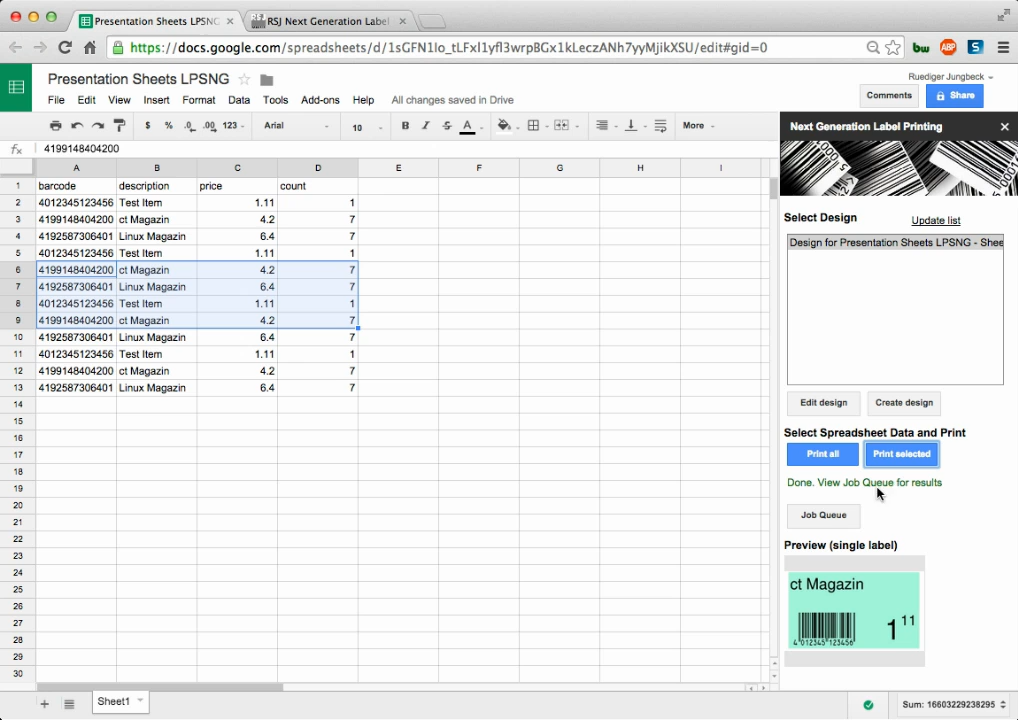 Presentation Sheets LPSNG
RSJ Next Generation Label
https://docs.google.com/spreadsheets/d/1sGFN1lo_tLFxl1yfl3wrpBGx1kLeczANh7yyMjikXSU/edit#gid=0
bw ABP S
Presentation Sheets LPSNG
Ruediger Jungbeck
File Edit View Insert Format Data Tools Add-ons Help All changes saved in Drive
Comments Share
$ % .0 .00 123 Arial 10 B I S A More
Next Generation Label Printing
fx 4199148404200
A B C D E F G H I
1 barcode description price count
2 4012345123456 Test Item 1.11 1
3 4199148404200 ct Magazin 4.2 7
4 4192587306401 Linux Magazin 6.4 7
5 4012345123456 Test Item 1.11 1
6 4199148404200 ct Magazin 4.2 7
7 4192587306401 Linux Magazin 6.4 7
8 4012345123456 Test Item 1.11 1
9 4199148404200 ct Magazin 4.2 7
10 4192587306401 Linux Magazin 6.4 7
11 4012345123456 Test Item 1.11 1
12 4199148404200 ct Magazin 4.2 7
13 4192587306401 Linux Magazin 6.4 7
14
15
16
17
18
19
20
21
22
23
24
25
26
27
28
29
30
Select Design Update list
Design for Presentation Sheets LPSNG - Shee
Edit design Create design
Select Spreadsheet Data and Print
Print all Print selected
Done. View Job Queue for results
Job Queue
Preview (single label)
ct Magazin
1 11
4 012345 123456
Sheet1
Sum: 16603229238295